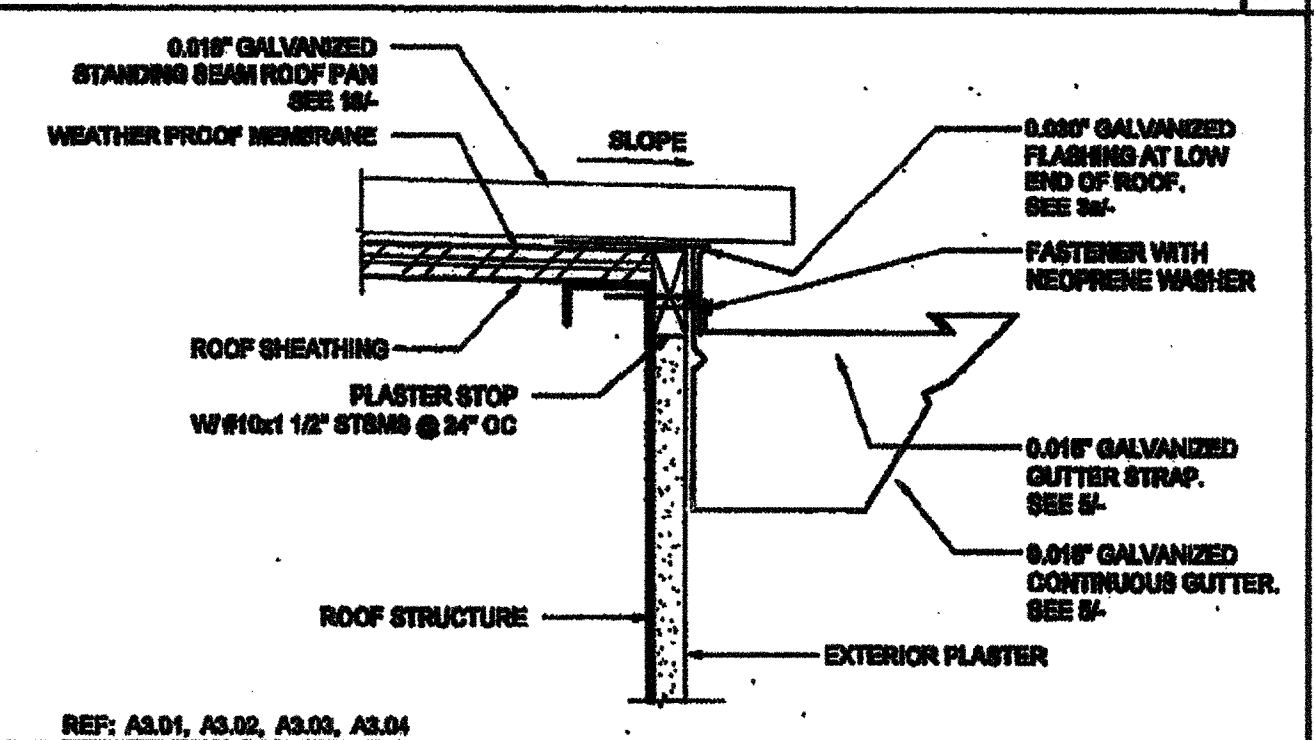 0.018" GALVANIZED
STANDING SEAM ROOF PAN
SEE
WEATHER PROOF MEMBRANE
SLOPE
0.030" GALVANIZED
FLASHING AT LOW
END OF ROOF.
SEE
FASTENER WITH
NEOPRENE WASHER
ROOF SHEATHING
PLASTER STOP
W/#10x1 1/2" STSMS @ 24" OC
0.018" GALVANIZED
GUTTER STRAP.
SEE 5/-
0.018" GALVANIZED
CONTINUOUS GUTTER.
SEE 5/-
ROOF STRUCTURE
EXTERIOR PLASTER
REF: A3.01, A3.02, A3.03, A3.04